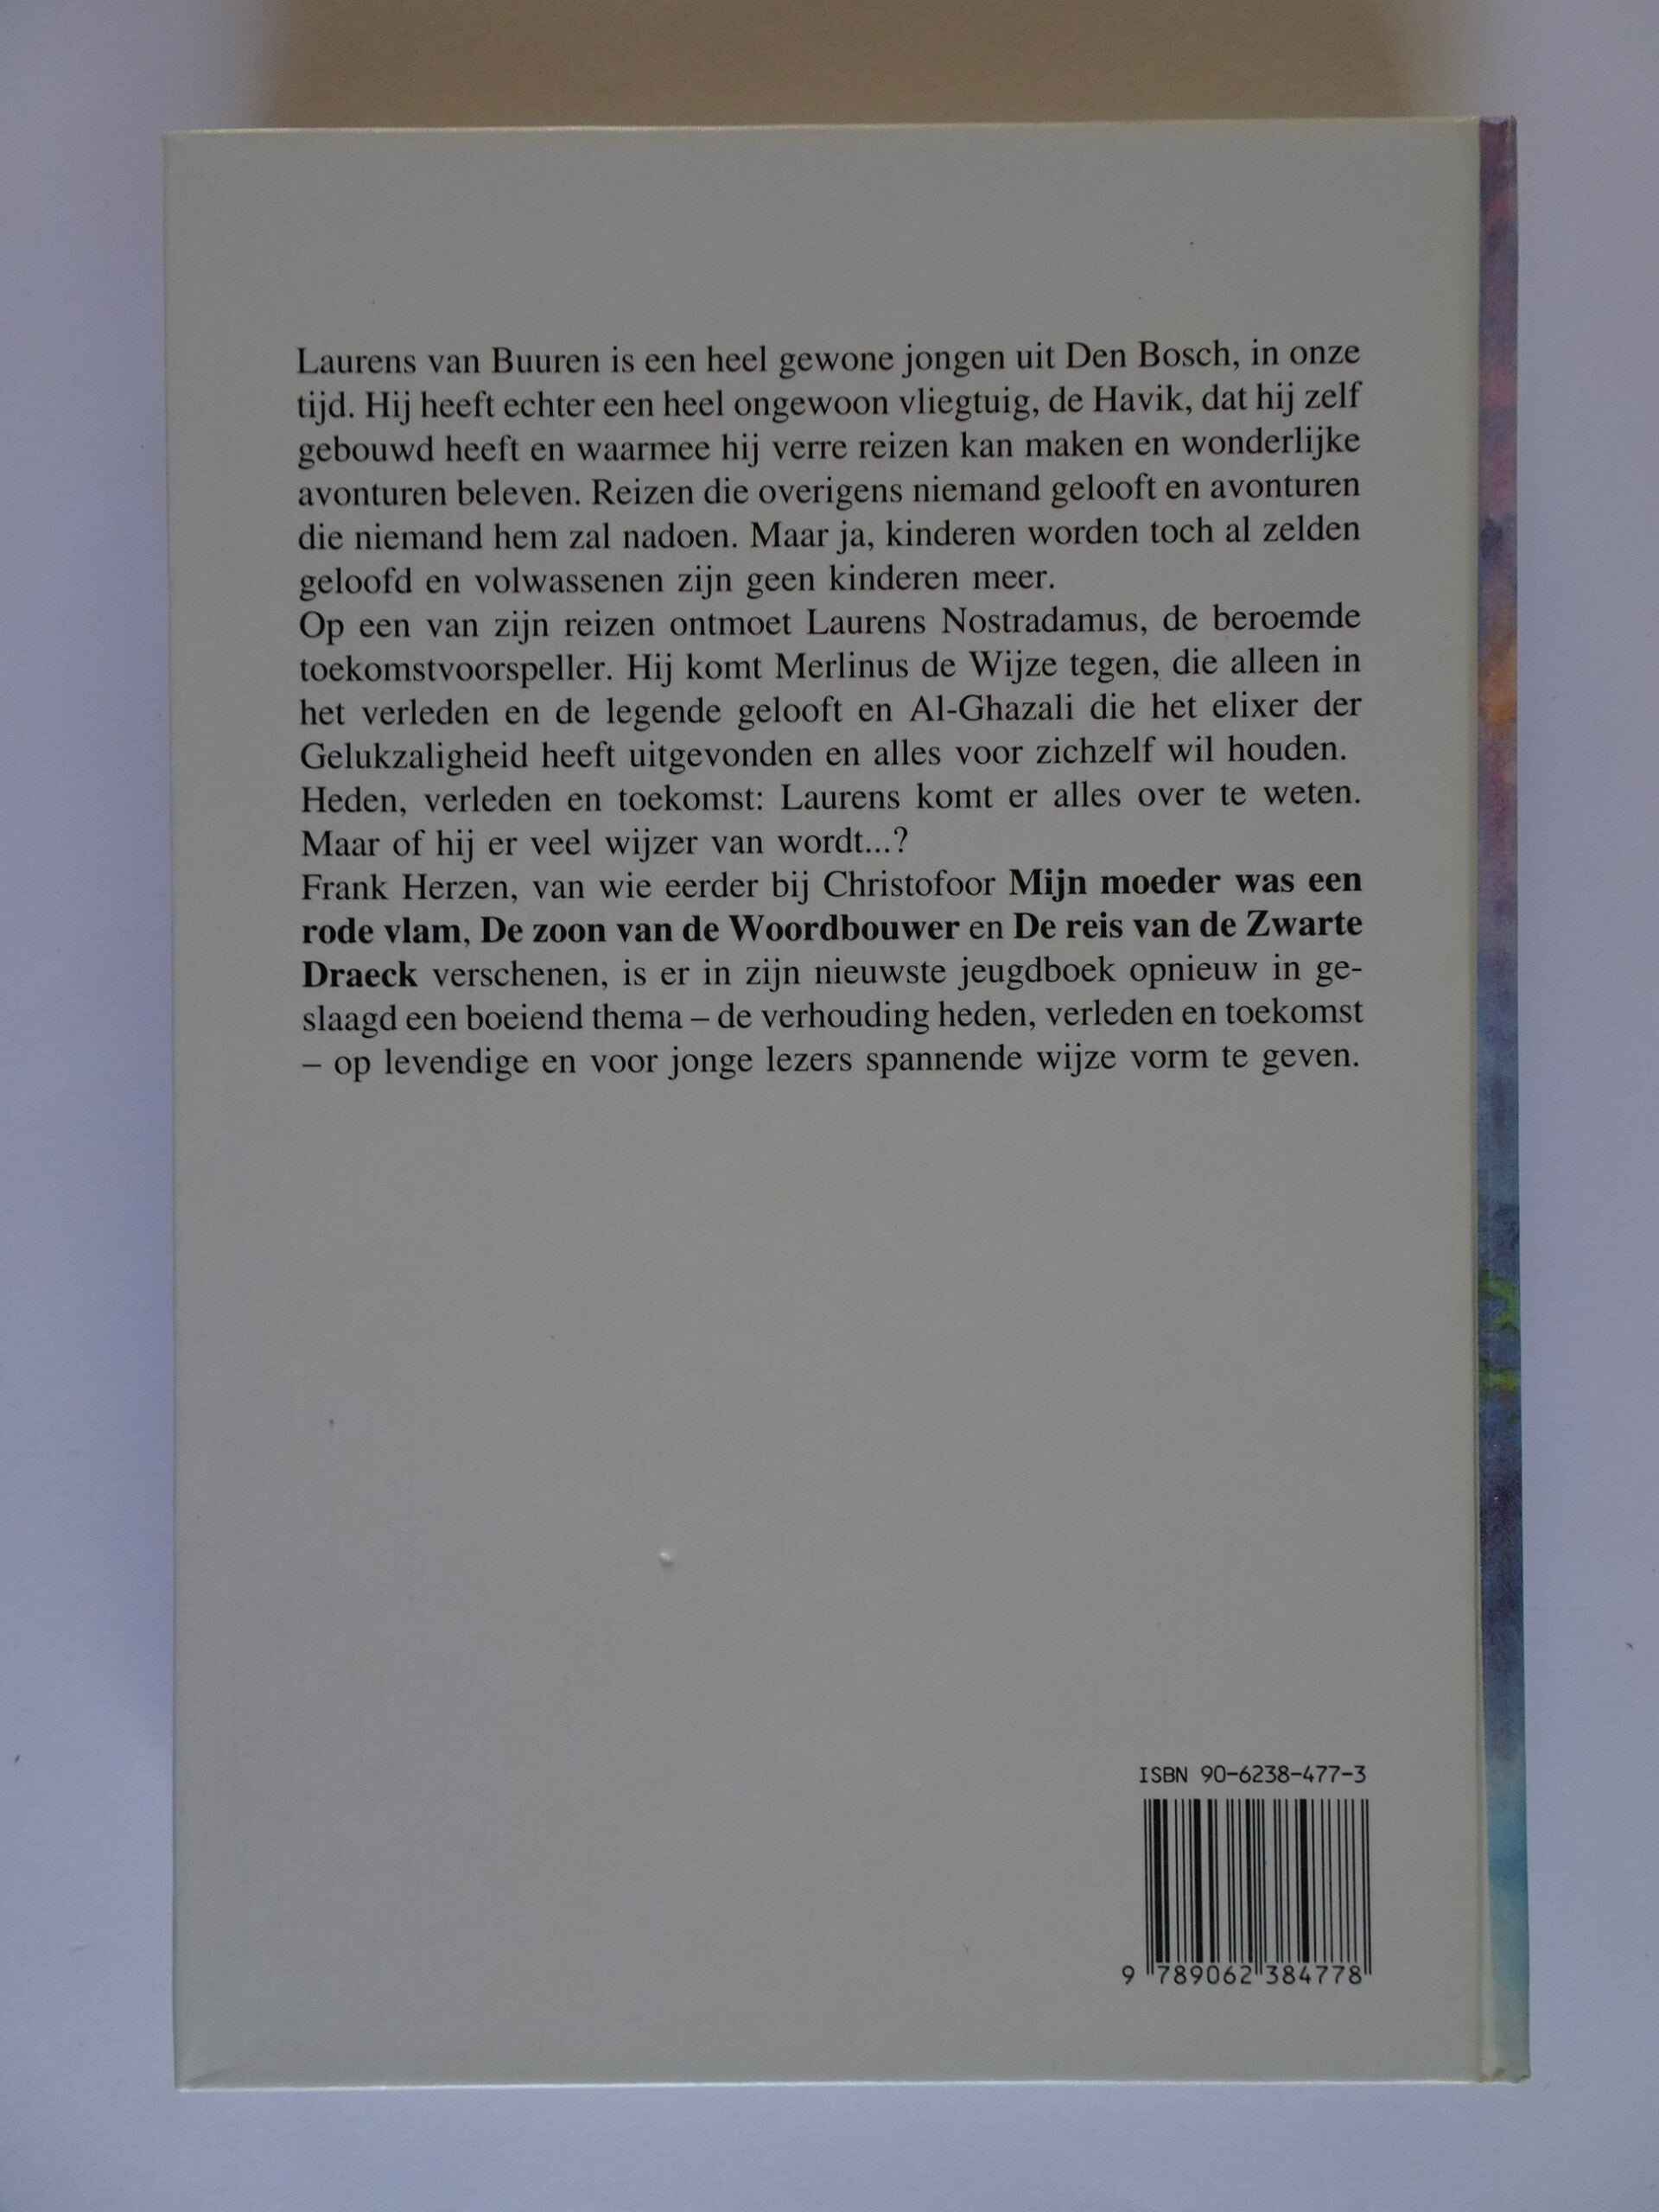 Laurens van Buuren is een heel gewone jongen uit Den Bosch, in onze
tijd. Hij heeft echter een heel ongewoon vliegtuig, de Havik, dat hij zelf
gebouwd heeft en waarmee hij verre reizen kan maken en wonderlijke
avonturen beleven. Reizen die overigens niemand gelooft en avonturen
die niemand hem zal nadoen. Maar ja, kinderen worden toch al zelden
geloofd en volwassenen zijn geen kinderen meer.
Op een van zijn reizen ontmoet Laurens Nostradamus, de beroemde
toekomstvoorspeller. Hij komt Merlinus de Wijze tegen, die alleen in
het verleden en de legende gelooft en Al-Ghazali die het elixer der
Gelukzaligheid heeft uitgevonden en alles voor zichzelf wil houden.
Heden, verleden en toekomst: Laurens komt er alles over te weten.
Maar of hij er veel wijzer van wordt...?
Frank Herzen, van wie eerder bij Christofoor Mijn moeder was een
rode vlam, De zoon van de Woordbouwer en De reis van de Zwarte
Draeck verschenen, is er in zijn nieuwste jeugdboek opnieuw in ge-
slaagd een boeiend thema – de verhouding heden, verleden en toekomst
– op levendige en voor jonge lezers spannende wijze vorm te geven.
ISBN 90-6238-477-3
9 789062 384778